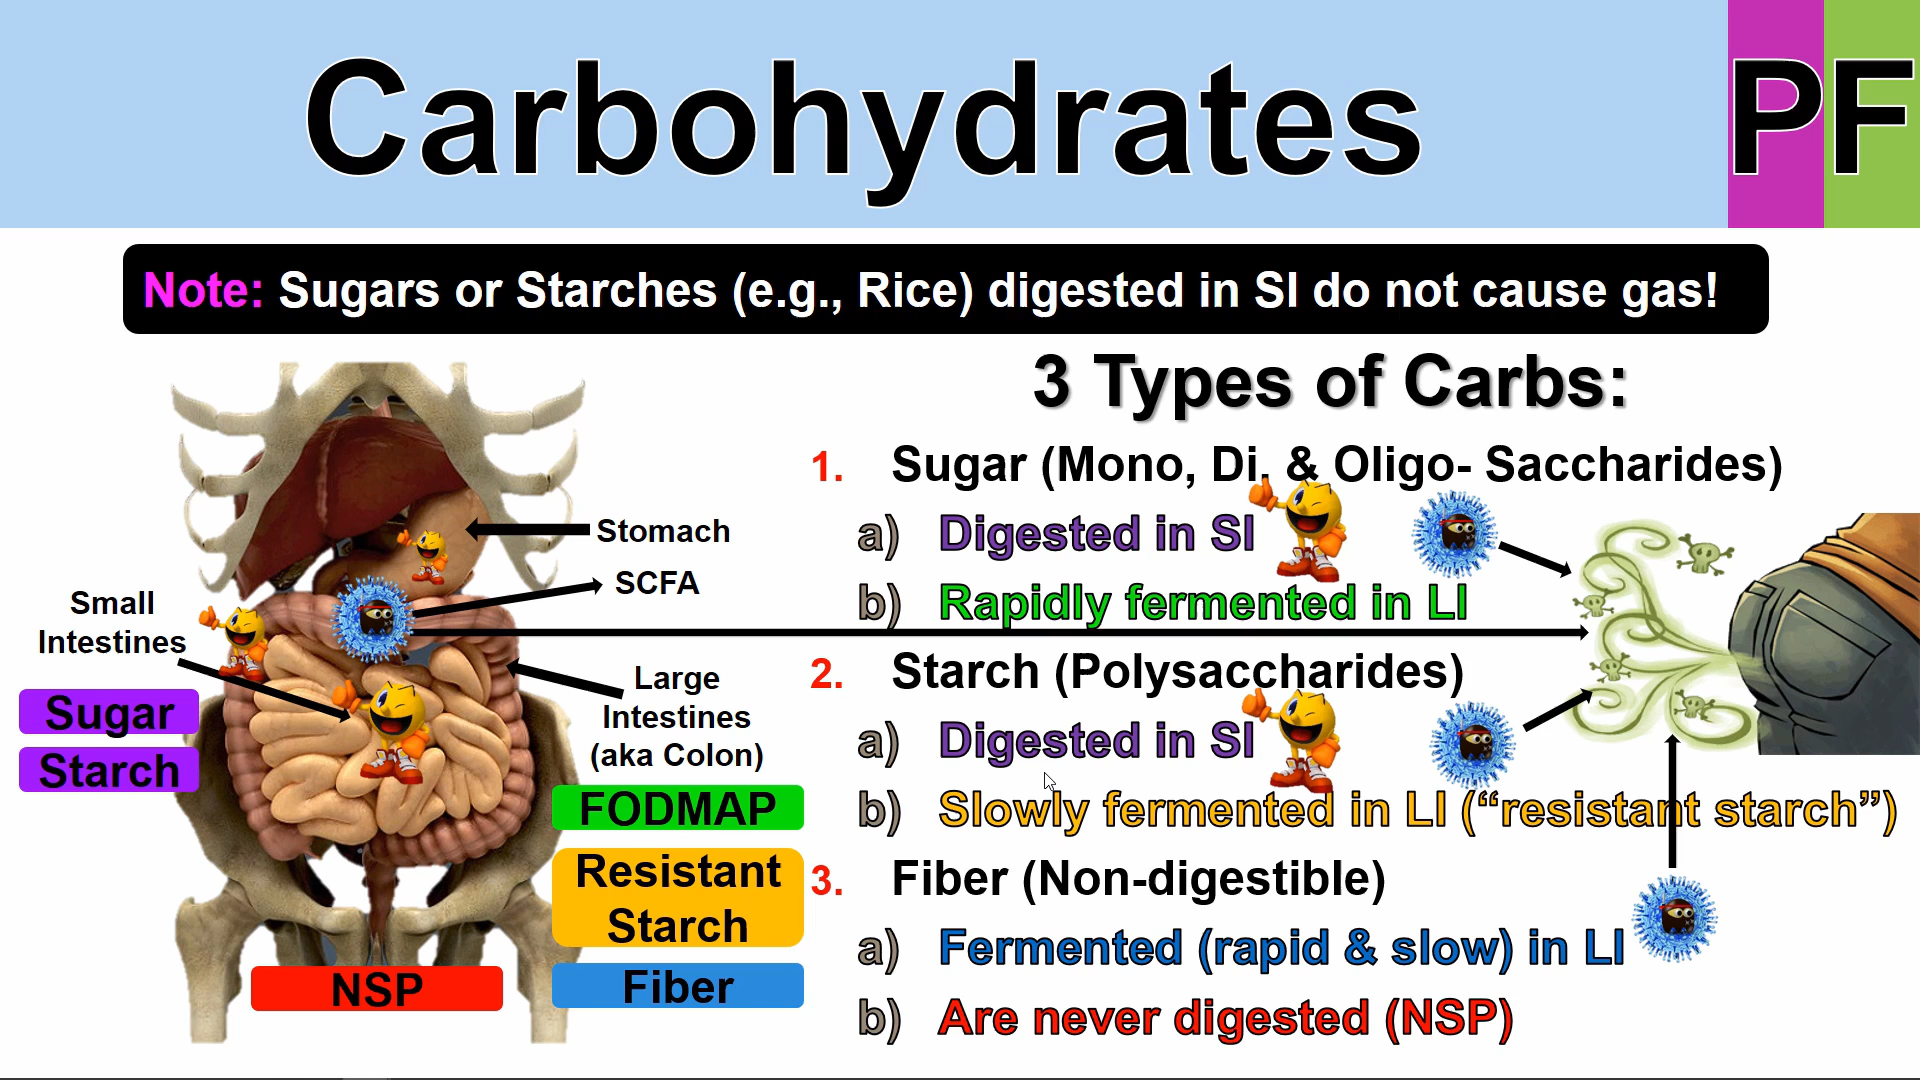 Carbohydrates
PF
Note: Sugars or Starches (e.g., Rice) digested in SI do not cause gas!
3 Types of Carbs:
1. Sugar (Mono, Di, & Oligo- Saccharides)
a) Digested in SI
b) Rapidly fermented in LI
2. Starch (Polysaccharides)
a) Digested in SI
b) Slowly fermented in LI (“resistant starch”)
3. Fiber (Non-digestible)
a) Fermented (rapid & slow) in LI
b) Are never digested (NSP)
Stomach
SCFA
Small
Intestines
Sugar
Starch
Large
Intestines
(aka Colon)
FODMAP
Resistant
Starch
Fiber
NSP